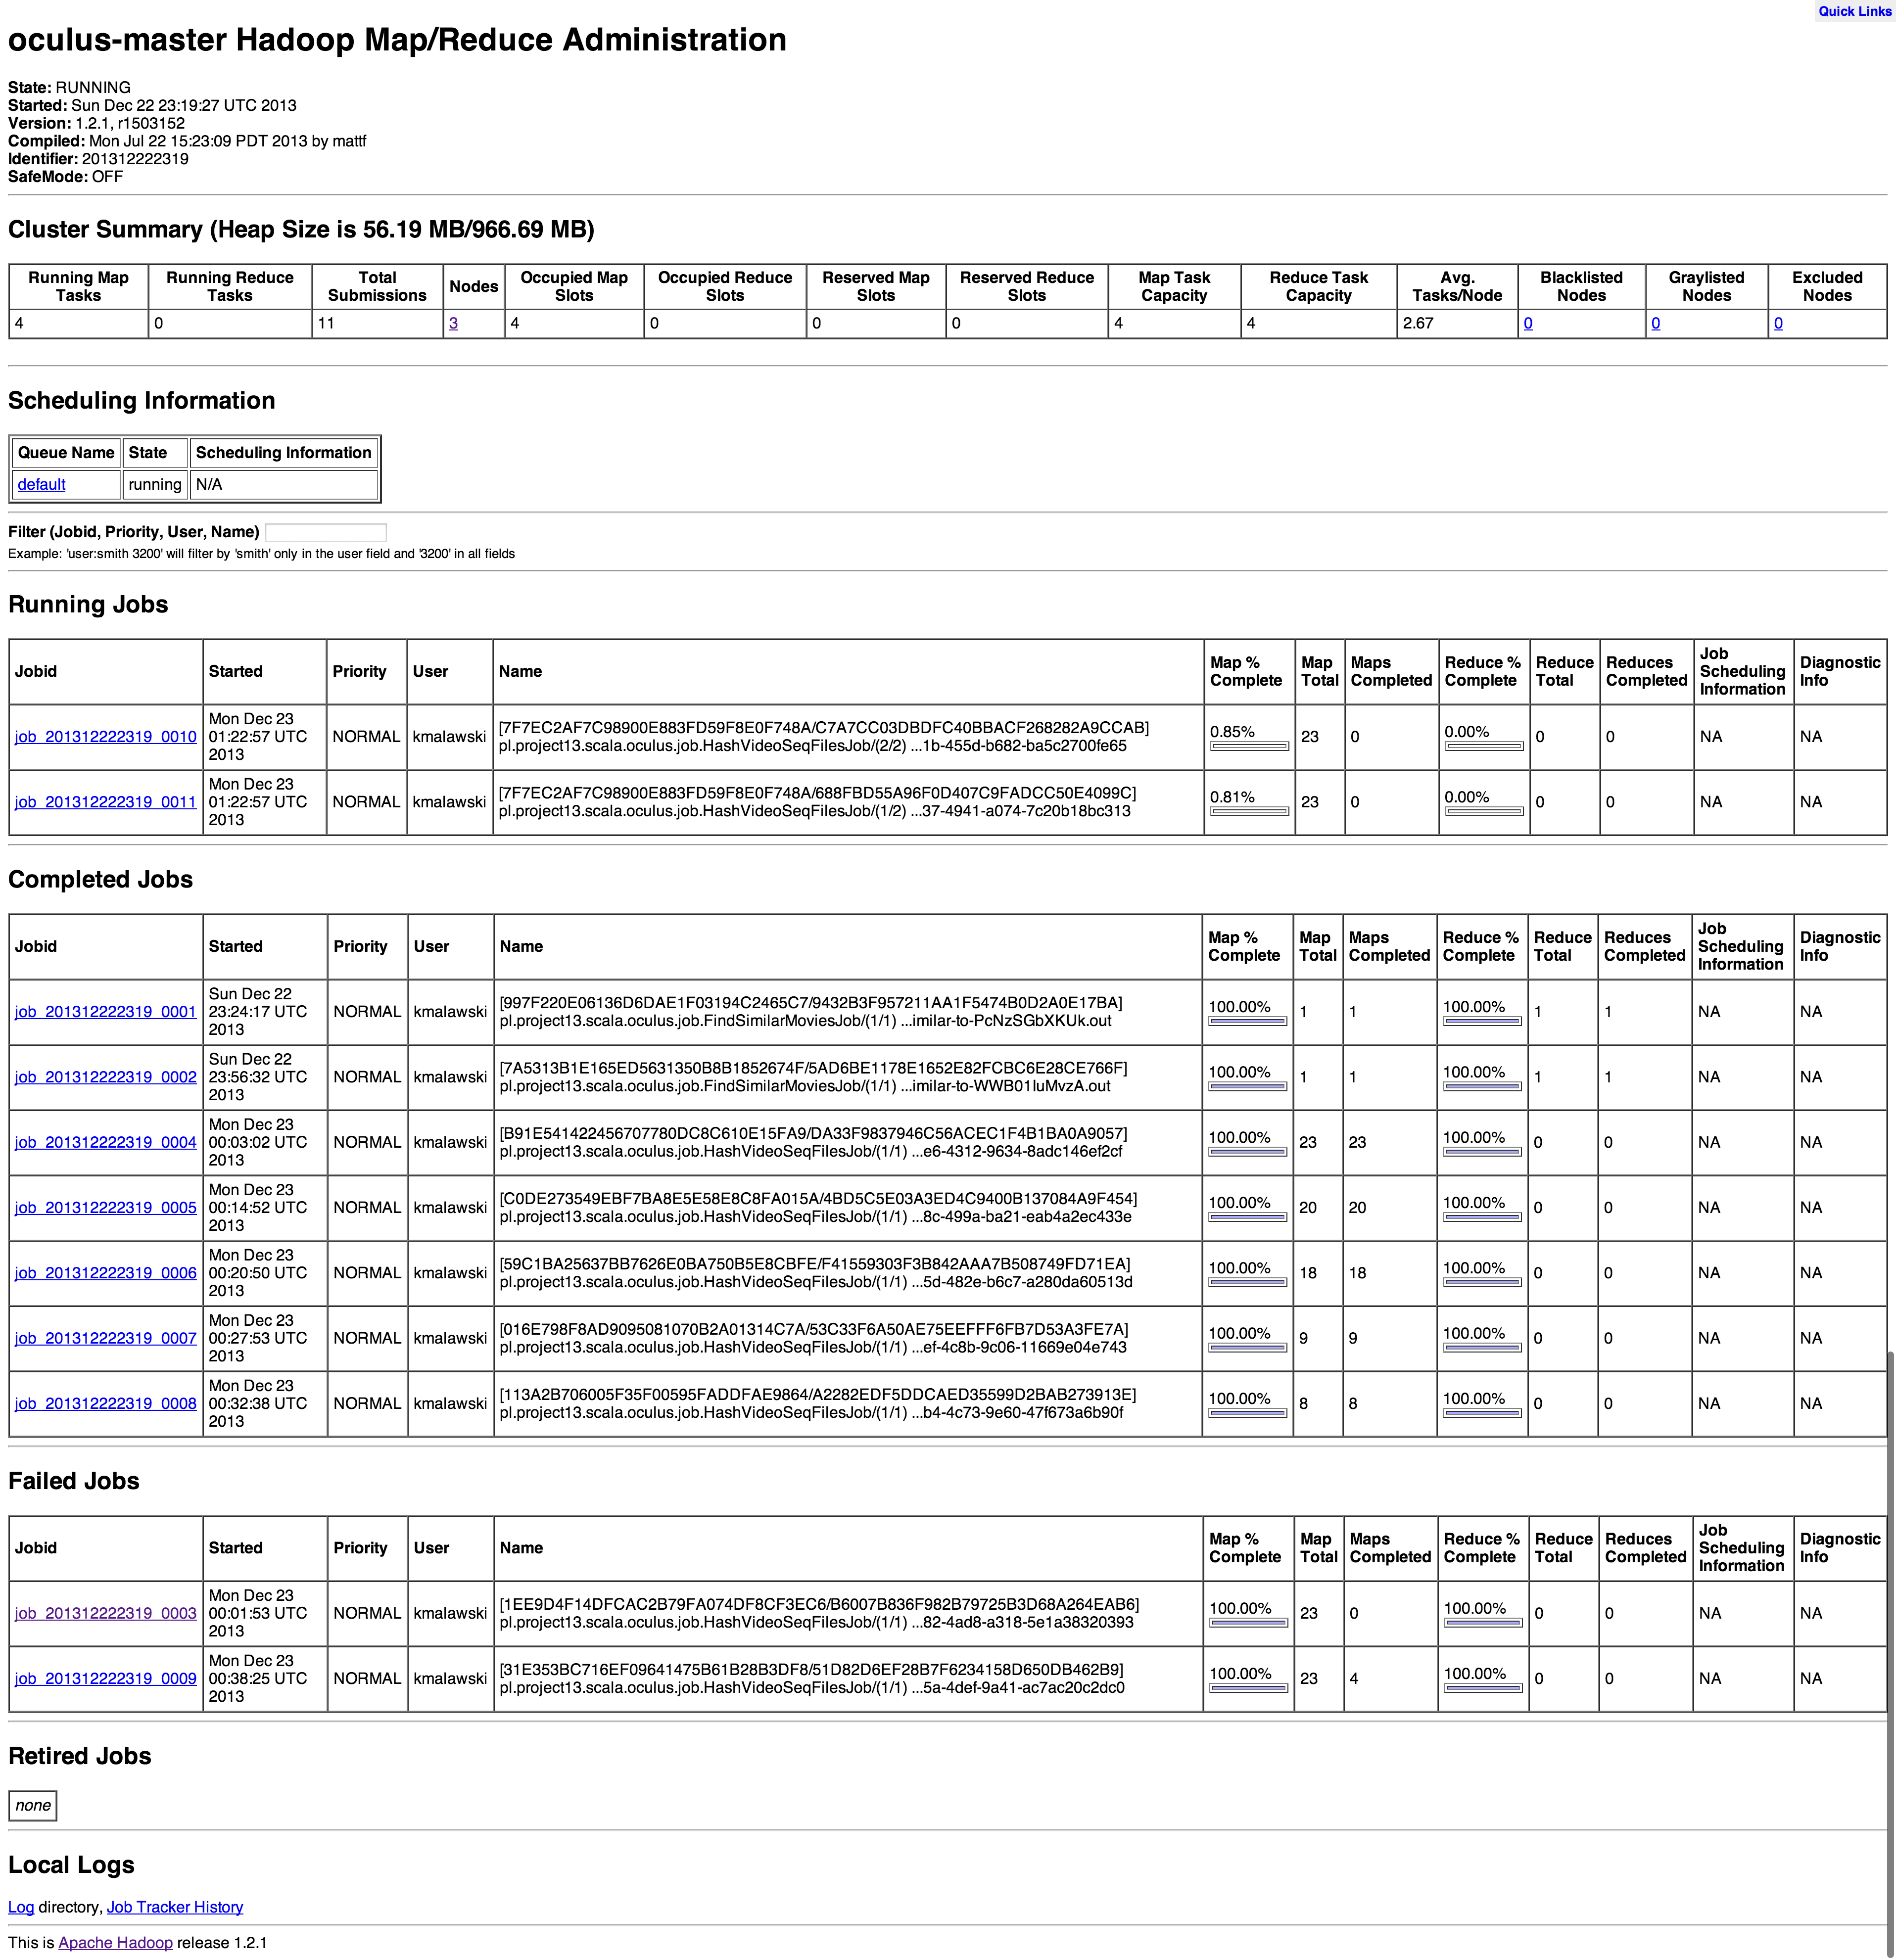 Quick Links
oculus-master Hadoop Map/Reduce Administration
State: RUNNING
Started: Sun Dec 22 23:19:27 UTC 2013
Version: 1.2.1, r1503152
Compiled: Mon Jul 22 15:23:09 PDT 2013 by mattf
Identifier: 201312222319
SafeMode: OFF
Cluster Summary (Heap Size is 56.19 MB/966.69 MB)
Running Map Tasks Running Reduce Tasks Total Submissions Nodes Occupied Map Slots Occupied Reduce Slots Reserved Map Slots Reserved Reduce Slots Map Task Capacity Reduce Task Capacity Avg. Tasks/Node Blacklisted Nodes Graylisted Nodes Excluded Nodes
4 0 11 3 4 0 0 0 4 4 2.67 0 0 0
Scheduling Information
Queue Name State Scheduling Information
default running N/A
Filter (Jobid, Priority, User, Name)
Example: 'user:smith 3200' will filter by 'smith' only in the user field and '3200' in all fields
Running Jobs
Jobid Started Priority User Name Map % Complete Map Total Maps Completed Reduce % Complete Reduce Total Reduces Completed Job Scheduling Information Diagnostic Info
job_201312222319_0010 Mon Dec 23 01:22:57 UTC 2013 NORMAL kmalawski [7F7EC2AF7C98900E883FD59F8E0F748A/C7A7CC03DBDFC40BBACF268282A9CCAB] pl.project13.scala.oculus.job.HashVideoSeqFilesJob/(2/2) ...1b-455d-b682-ba5c2700fe65 0.85% 23 0 0.00% 0 0 NA NA
job_201312222319_0011 Mon Dec 23 01:22:57 UTC 2013 NORMAL kmalawski [7F7EC2AF7C98900E883FD59F8E0F748A/688FBD55A96F0D407C9FADCC50E4099C] pl.project13.scala.oculus.job.HashVideoSeqFilesJob/(1/2) ...37-4941-a074-7c20b18bc313 0.81% 23 0 0.00% 0 0 NA NA
Completed Jobs
Jobid Started Priority User Name Map % Complete Map Total Maps Completed Reduce % Complete Reduce Total Reduces Completed Job Scheduling Information Diagnostic Info
job_201312222319_0001 Sun Dec 22 23:24:17 UTC 2013 NORMAL kmalawski [997F220E06136D6DAE1F03194C2465C7/9432B3F957211AA1F5474B0D2A0E17BA] pl.project13.scala.oculus.job.FindSimilarMoviesJob/(1/1) ...imilar-to-PcNzSGbXKUk.out 100.00% 1 1 100.00% 1 1 NA NA
job_201312222319_0002 Sun Dec 22 23:56:32 UTC 2013 NORMAL kmalawski [7A5313B1E165ED5631350B8B1852674F/5AD6BE1178E1652E82FCBC6E28CE766F] pl.project13.scala.oculus.job.FindSimilarMoviesJob/(1/1) ...imilar-to-WWB01luMvzA.out 100.00% 1 1 100.00% 1 1 NA NA
job_201312222319_0004 Mon Dec 23 00:03:02 UTC 2013 NORMAL kmalawski [B91E541422456707780DC8C610E15FA9/DA33F9837946C56ACEC1F4B1BA0A9057] pl.project13.scala.oculus.job.HashVideoSeqFilesJob/(1/1) ...e6-4312-9634-8adc146ef2cf 100.00% 23 23 100.00% 0 0 NA NA
job_201312222319_0005 Mon Dec 23 00:14:52 UTC 2013 NORMAL kmalawski [C0DE273549EBF7BA8E5E58E8C8FA015A/4BD5C5E03A3ED4C9400B137084A9F454] pl.project13.scala.oculus.job.HashVideoSeqFilesJob/(1/1) ...8c-499a-ba21-eab4a2ec433e 100.00% 20 20 100.00% 0 0 NA NA
job_201312222319_0006 Mon Dec 23 00:20:50 UTC 2013 NORMAL kmalawski [59C1BA25637BB7626E0BA750B5E8CBFE/F41559303F3B842AAA7B508749FD71EA] pl.project13.scala.oculus.job.HashVideoSeqFilesJob/(1/1) ...5d-482e-b6c7-a280da60513d 100.00% 18 18 100.00% 0 0 NA NA
job_201312222319_0007 Mon Dec 23 00:27:53 UTC 2013 NORMAL kmalawski [016E798F8AD9095081070B2A01314C7A/53C33F6A50AE75EEFFF6FB7D53A3FE7A] pl.project13.scala.oculus.job.HashVideoSeqFilesJob/(1/1) ...ef-4c8b-9c06-11669e04e743 100.00% 9 9 100.00% 0 0 NA NA
job_201312222319_0008 Mon Dec 23 00:32:38 UTC 2013 NORMAL kmalawski [113A2B706005F35F00595FADDFAE9864/A2282EDF5DDCAED35599D2BAB273913E] pl.project13.scala.oculus.job.HashVideoSeqFilesJob/(1/1) ...b4-4c73-9e60-47f673a6b90f 100.00% 8 8 100.00% 0 0 NA NA
Failed Jobs
Jobid Started Priority User Name Map % Complete Map Total Maps Completed Reduce % Complete Reduce Total Reduces Completed Job Scheduling Information Diagnostic Info
job_201312222319_0003 Mon Dec 23 00:01:53 UTC 2013 NORMAL kmalawski [1EE9D4F14DFCAC2B79FA074DF8CF3EC6/B6007B836F982B79725B3D68A264EAB6] pl.project13.scala.oculus.job.HashVideoSeqFilesJob/(1/1) ...82-4ad8-a318-5e1a38320393 100.00% 23 0 100.00% 0 0 NA NA
job_201312222319_0009 Mon Dec 23 00:38:25 UTC 2013 NORMAL kmalawski [31E353BC716EF09641475B61B28B3DF8/51D82D6EF28B7F6234158D650DB462B9] pl.project13.scala.oculus.job.HashVideoSeqFilesJob/(1/1) ...5a-4def-9a41-ac7ac20c2dc0 100.00% 23 4 100.00% 0 0 NA NA
Retired Jobs
none
Local Logs
Log directory, Job Tracker History
This is Apache Hadoop release 1.2.1